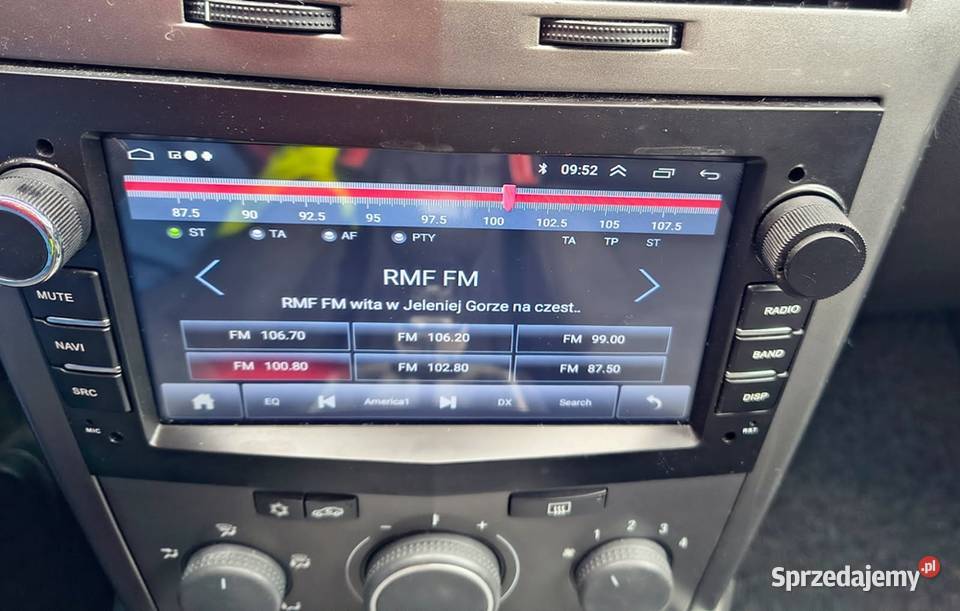 09:52
87.5 90 92.5 95 97.5 100 102.5 105 107.5
ST TA AF PTY TA TP ST
RMF FM
RMF FM wita w Jeleniej Gorze na czest..
FM 106.70 FM 106.20 FM 99.00
FM 100.80 FM 102.80 FM 87.50
EQ America1 DX Search
MUTE
NAVI
SRC
MIC
RADIO
BAND
DISP
RST
- +
1 2 3 4
Sprzedajemy.pl